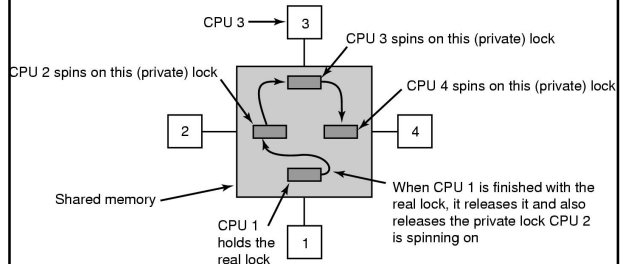 CPU 3
3
CPU 3 spins on this (private) lock
CPU 2 spins on this (private) lock
CPU 4 spins on this (private) lock
2
4
Shared memory
When CPU 1 is finished with the
real lock, it releases it and also
releases the private lock CPU 2
is spinning on
CPU 1
holds the
real lock
1